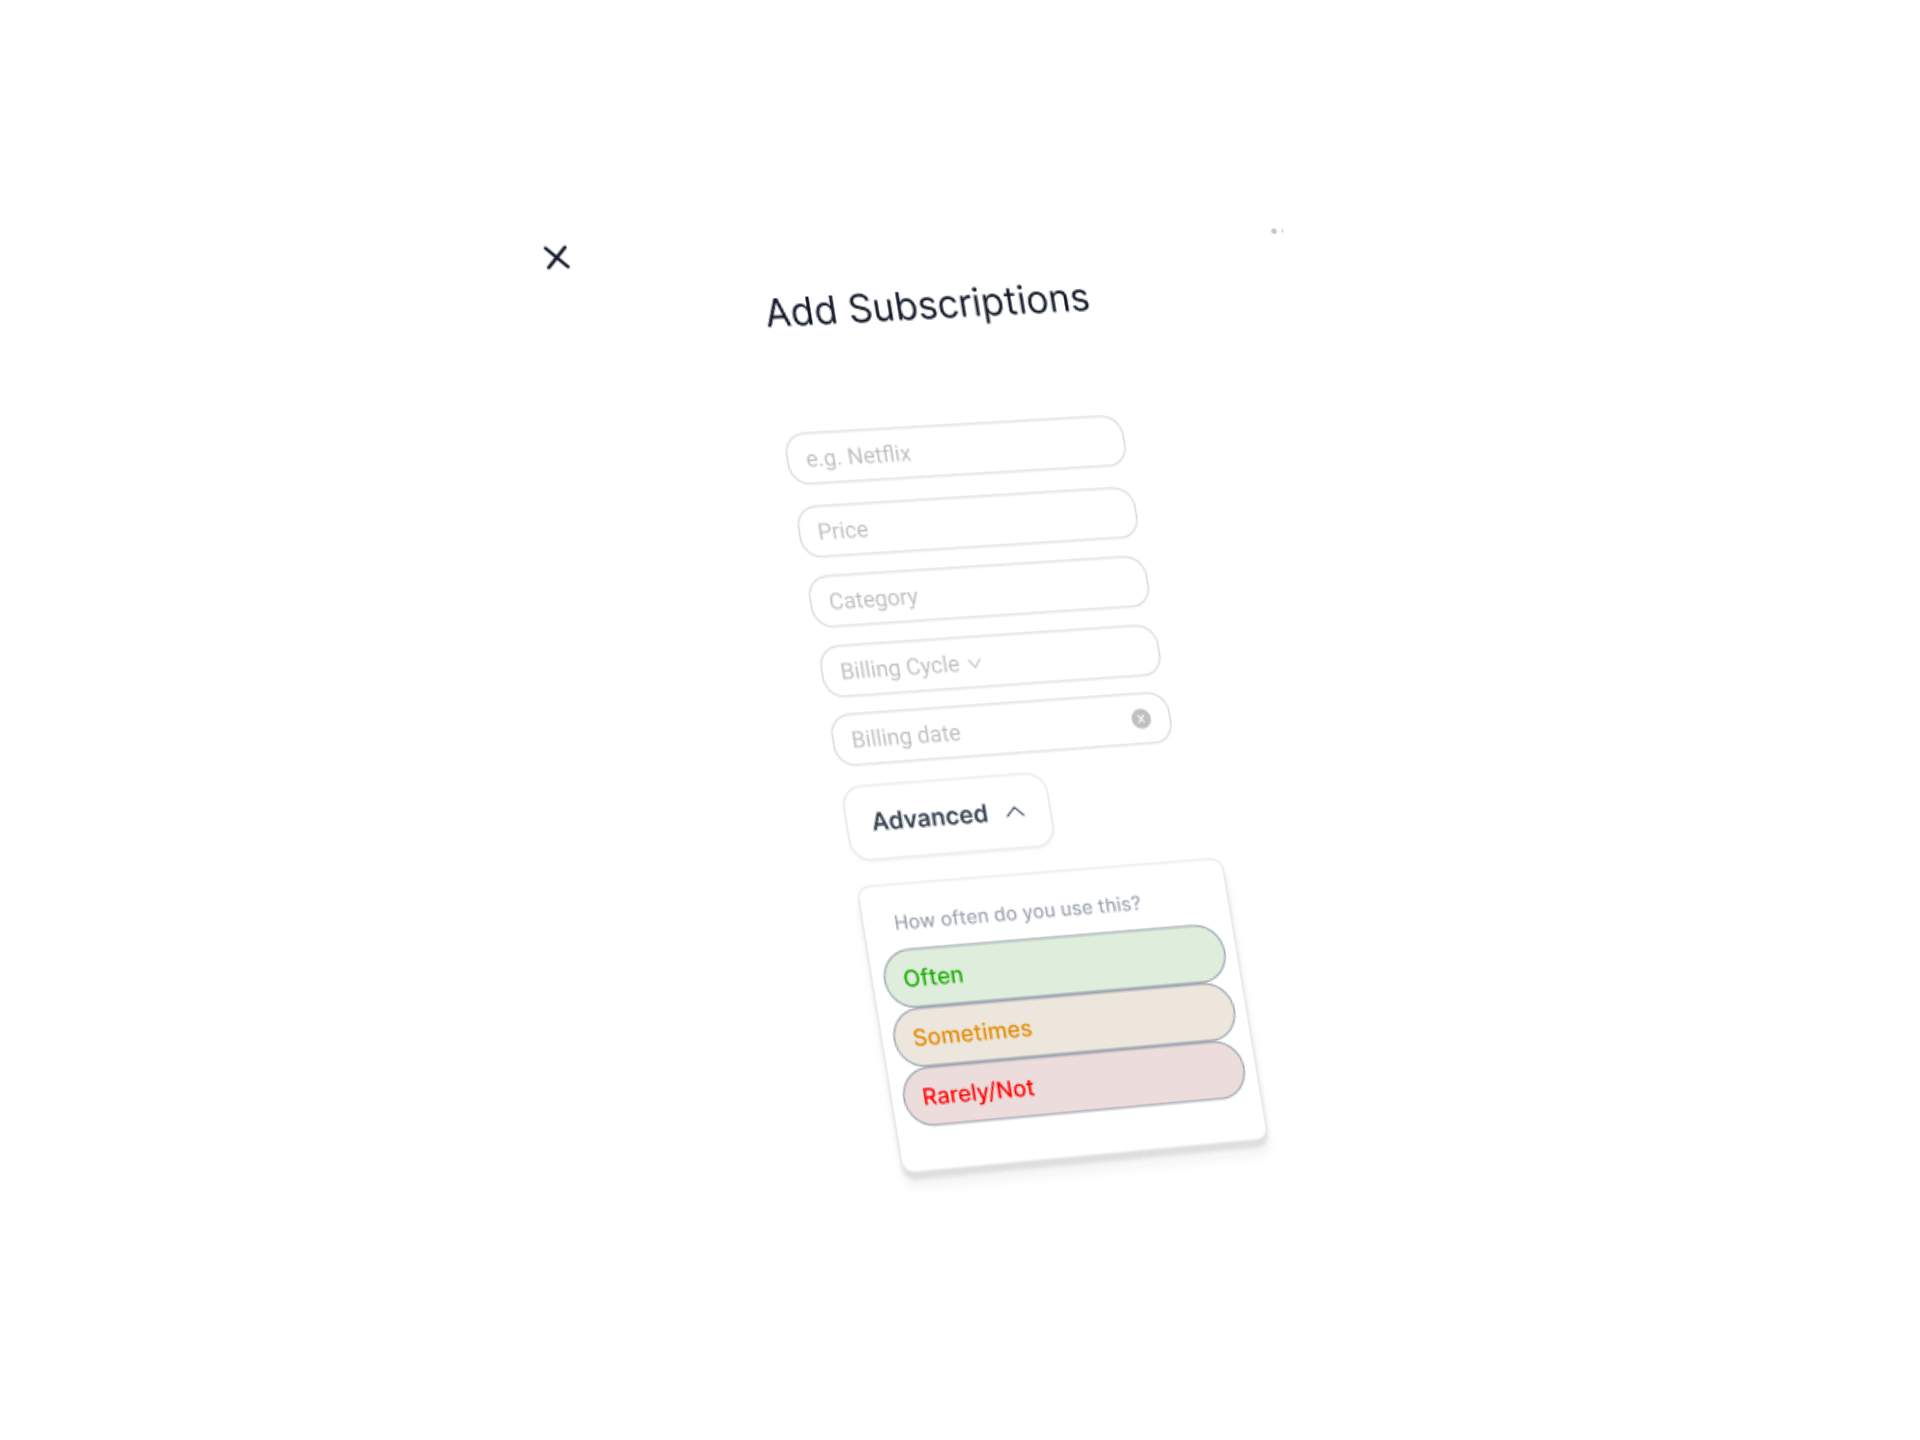 Add Subscriptions
e.g. Netflix
Price
Category
Billing Cycle
Billing date
Advanced
How often do you use this?
Often
Sometimes
Rarely/Not